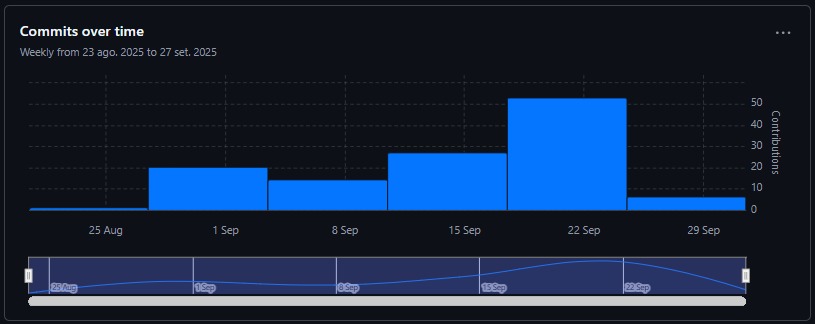 Commits over time
Weekly from 23 ago. 2025 to 27 set. 2025
50
40
30
20
10
0
Contributions
25 Aug
1 Sep
8 Sep
15 Sep
22 Sep
29 Sep
25 Aug
1 Sep
8 Sep
15 Sep
22 Sep